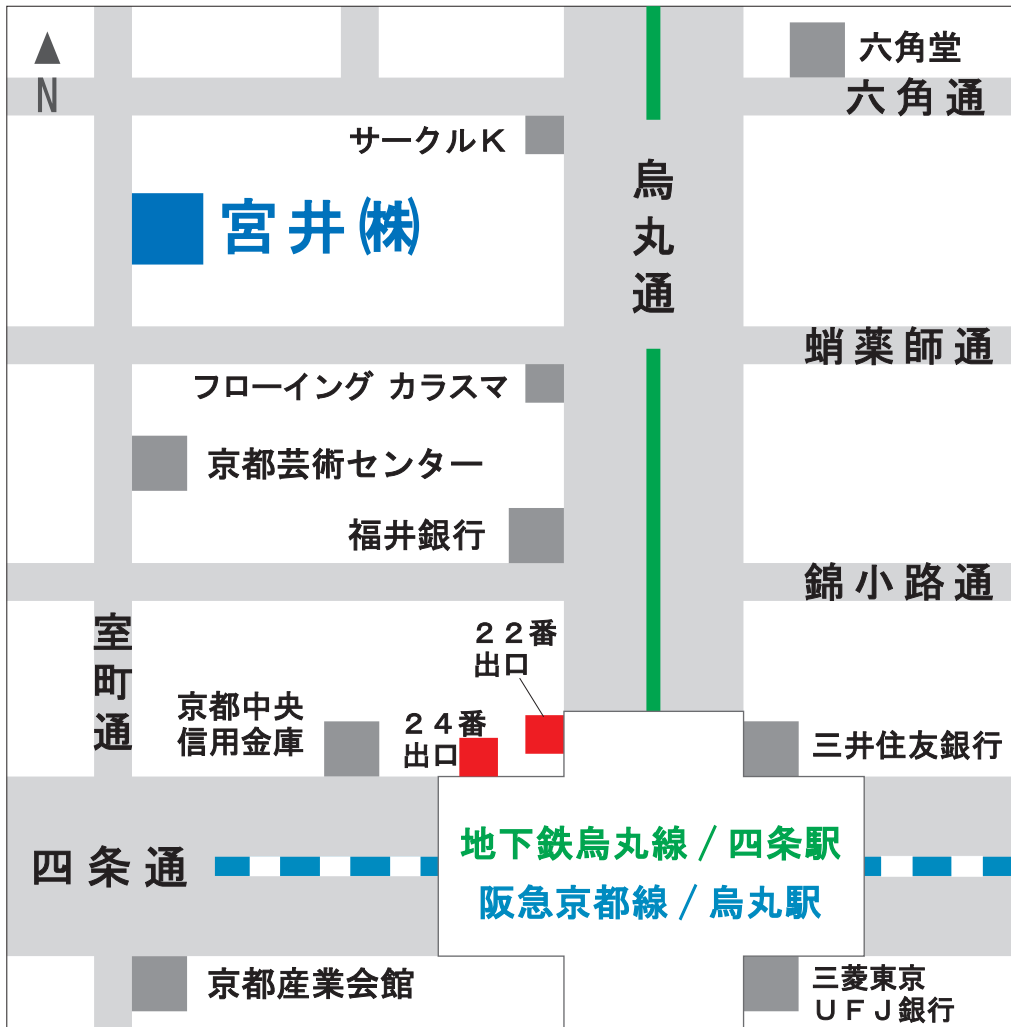 N
六角堂
六角通
サークルK
烏丸通
宮井㈱
蛸薬師通
フローイング カラスマ
京都芸術センター
福井銀行
錦小路通
室町通
22番
出口
京都中央
信用金庫
24番
出口
三井住友銀行
四条通
地下鉄烏丸線 / 四条駅
阪急京都線 / 烏丸駅
京都産業会館
三菱東京
UFJ銀行